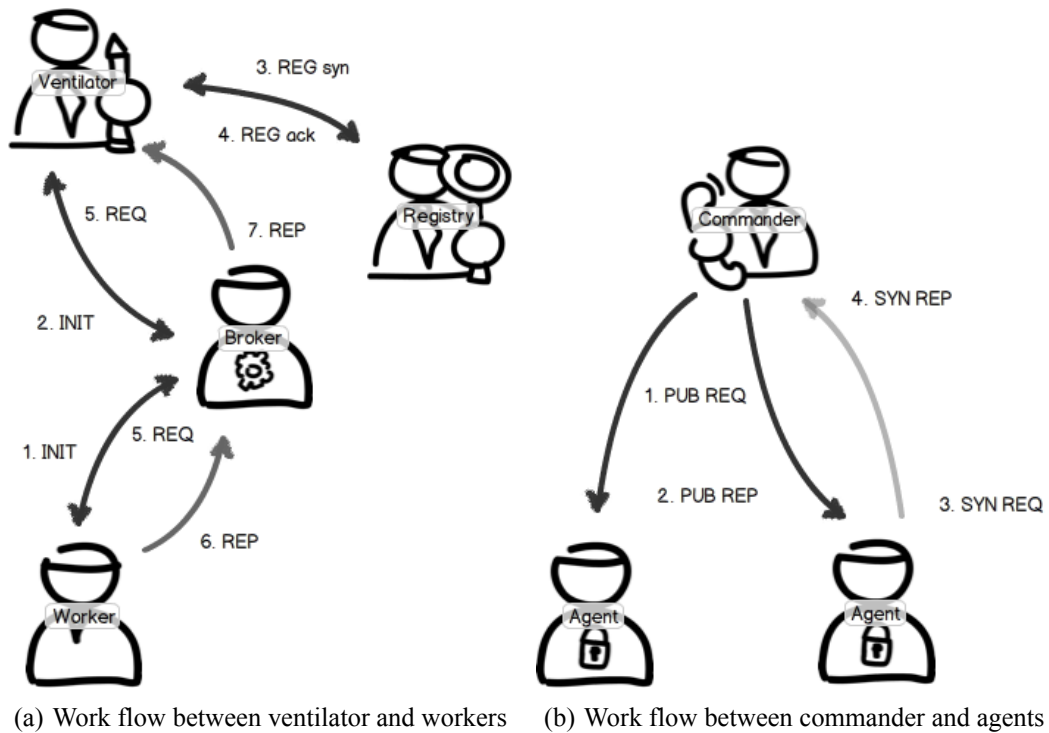 Ventilator
3. REG syn
4. REG ack
Registry
5. REQ
7. REP
2. INIT
Broker
1. INIT
5. REQ
6. REP
Worker
Commander
4. SYN REP
1. PUB REQ
2. PUB REP
3. SYN REQ
Agent
Agent
(a) Work flow between ventilator and workers
(b) Work flow between commander and agents